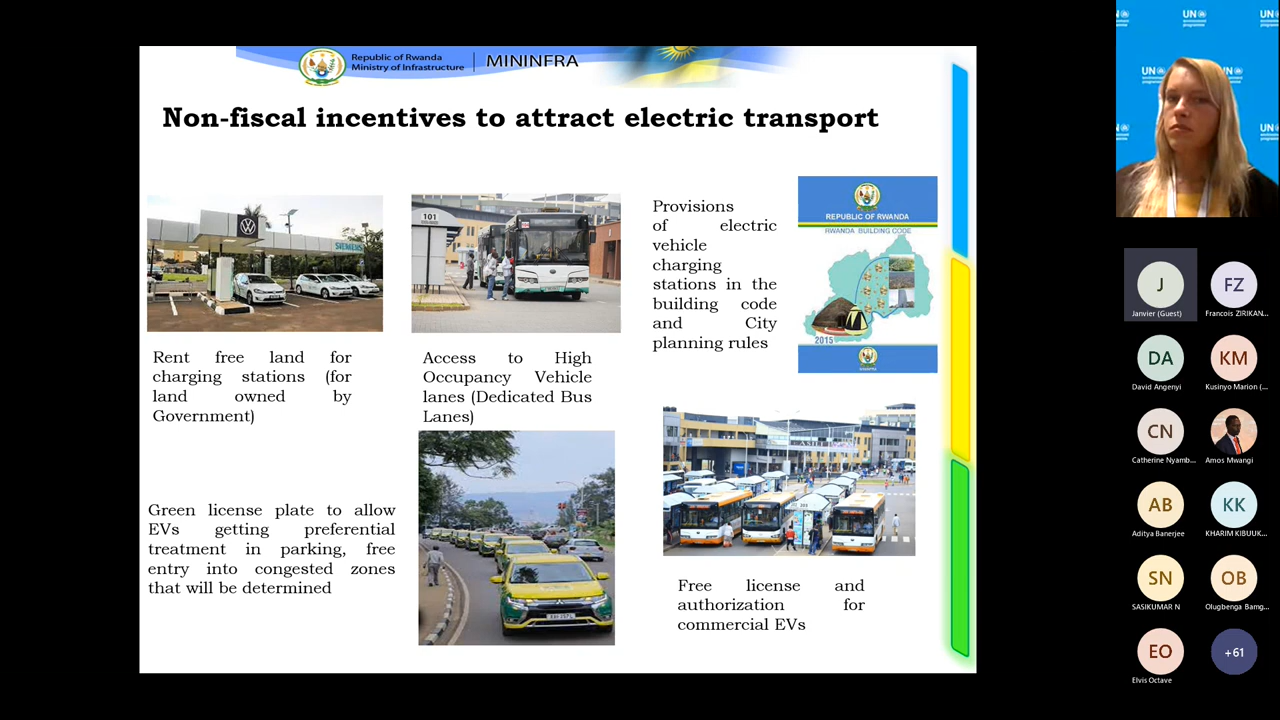 Republic of Rwanda
Ministry of Infrastructure
MININFRA
Non-fiscal incentives to attract electric transport
SIEMENS
Rent free land for
charging stations (for
land owned by
Government)
101
Access to High
Occupancy Vehicle
lanes (Dedicated Bus
Lanes)
Provisions
of electric
vehicle
charging
stations in the
building code
and City
planning rules
REPUBLIC OF RWANDA
RWANDA BUILDING CODE
2015
Green license plate to allow
EVs getting preferential
treatment in parking, free
entry into congested zones
that will be determined
Free license and
authorization for
commercial EVs
UN
environment
programme
J
Janvier (Guest)
FZ
Francois ZIRIKAN...
DA
David Angenyi
KM
Kusinyo Marion (...
CN
Catherine Nyamb...
Amos Mwangi
AB
Aditya Banerjee
KK
KHARIM KIBUUK...
SN
SASIKUMAR N
OB
Olugbenga Bamg...
EO
Elvis Octave
+61